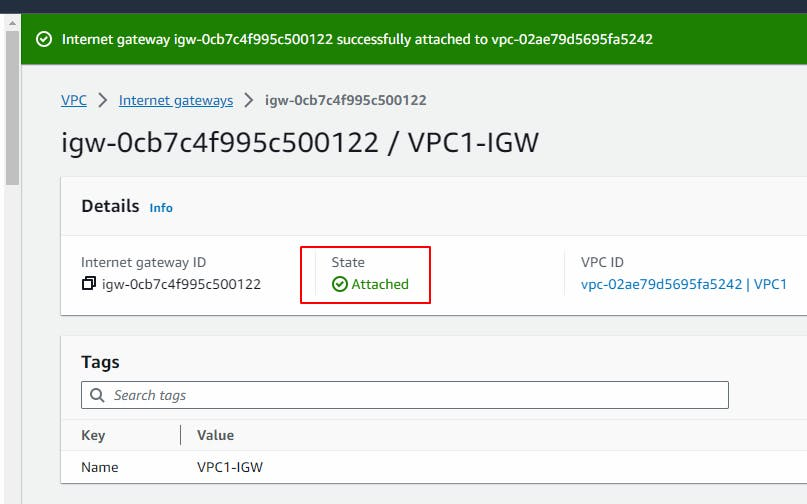 Internet gateway igw-0cb7c4f995c500122 successfully attached to vpc-02ae79d5695fa5242
VPC > Internet gateways > igw-0cb7c4f995c500122
igw-0cb7c4f995c500122 / VPC1-IGW
Details Info
Internet gateway ID
igw-0cb7c4f995c500122
State
Attached
VPC ID
vpc-02ae79d5695fa5242 | VPC1
Tags
Search tags
Key Value
Name VPC1-IGW